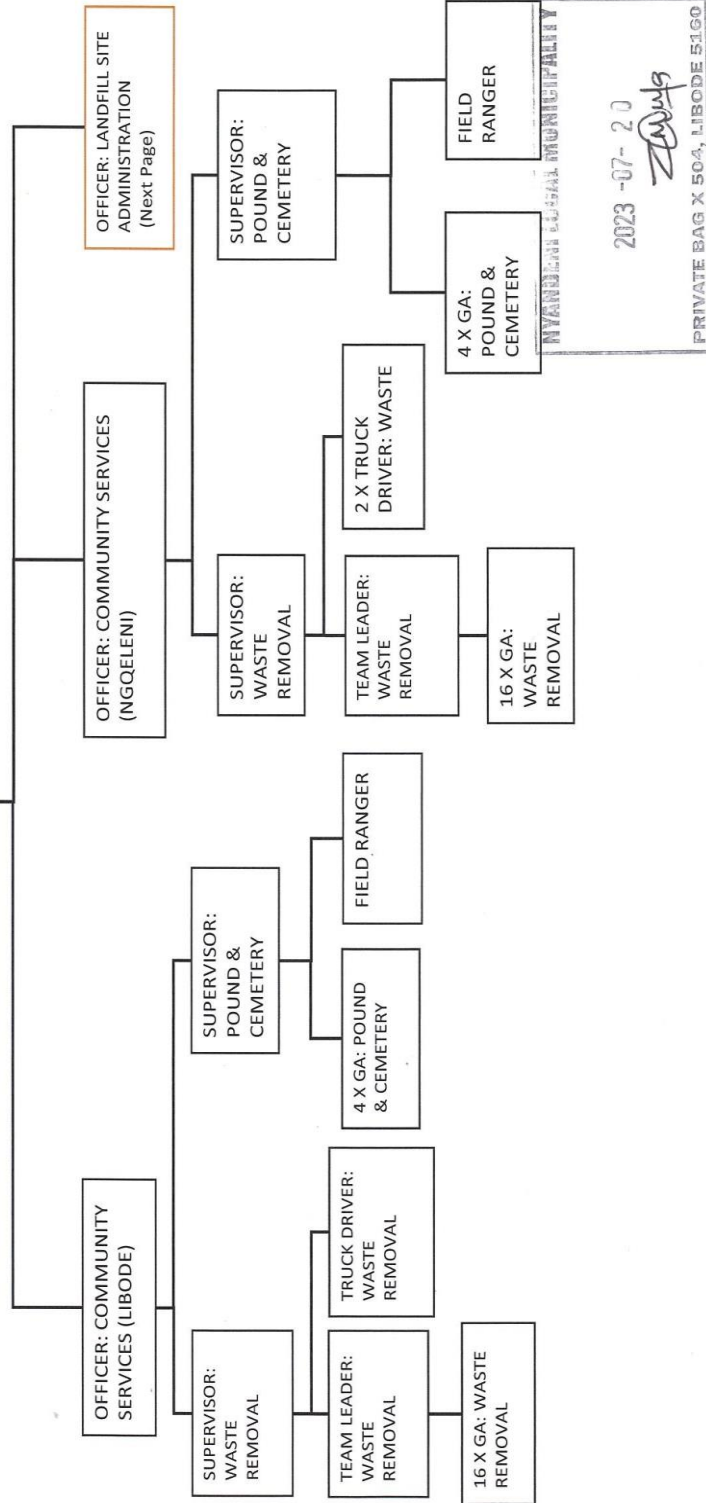 OFFICER: COMMUNITY
SERVICES (LIBODE)
OFFICER: COMMUNITY SERVICES
(NGQELENI)
OFFICER: LANDFILL SITE
ADMINISTRATION
(Next Page)
SUPERVISOR:
WASTE
REMOVAL
SUPERVISOR:
POUND &
CEMETERY
SUPERVISOR:
WASTE
REMOVAL
SUPERVISOR:
POUND &
CEMETERY
TEAM LEADER:
WASTE
REMOVAL
TRUCK DRIVER:
WASTE
REMOVAL
4 X GA: POUND
& CEMETERY
FIELD RANGER
TEAM LEADER:
WASTE
REMOVAL
2 X TRUCK
DRIVER: WASTE
4 X GA:
POUND &
CEMETERY
FIELD
RANGER
16 X GA: WASTE
REMOVAL
16 X GA:
WASTE
REMOVAL
NYANDENI LOCAL MUNICIPALITY
2023 -07- 20
PRIVATE BAG X 504, LIBODE 5160